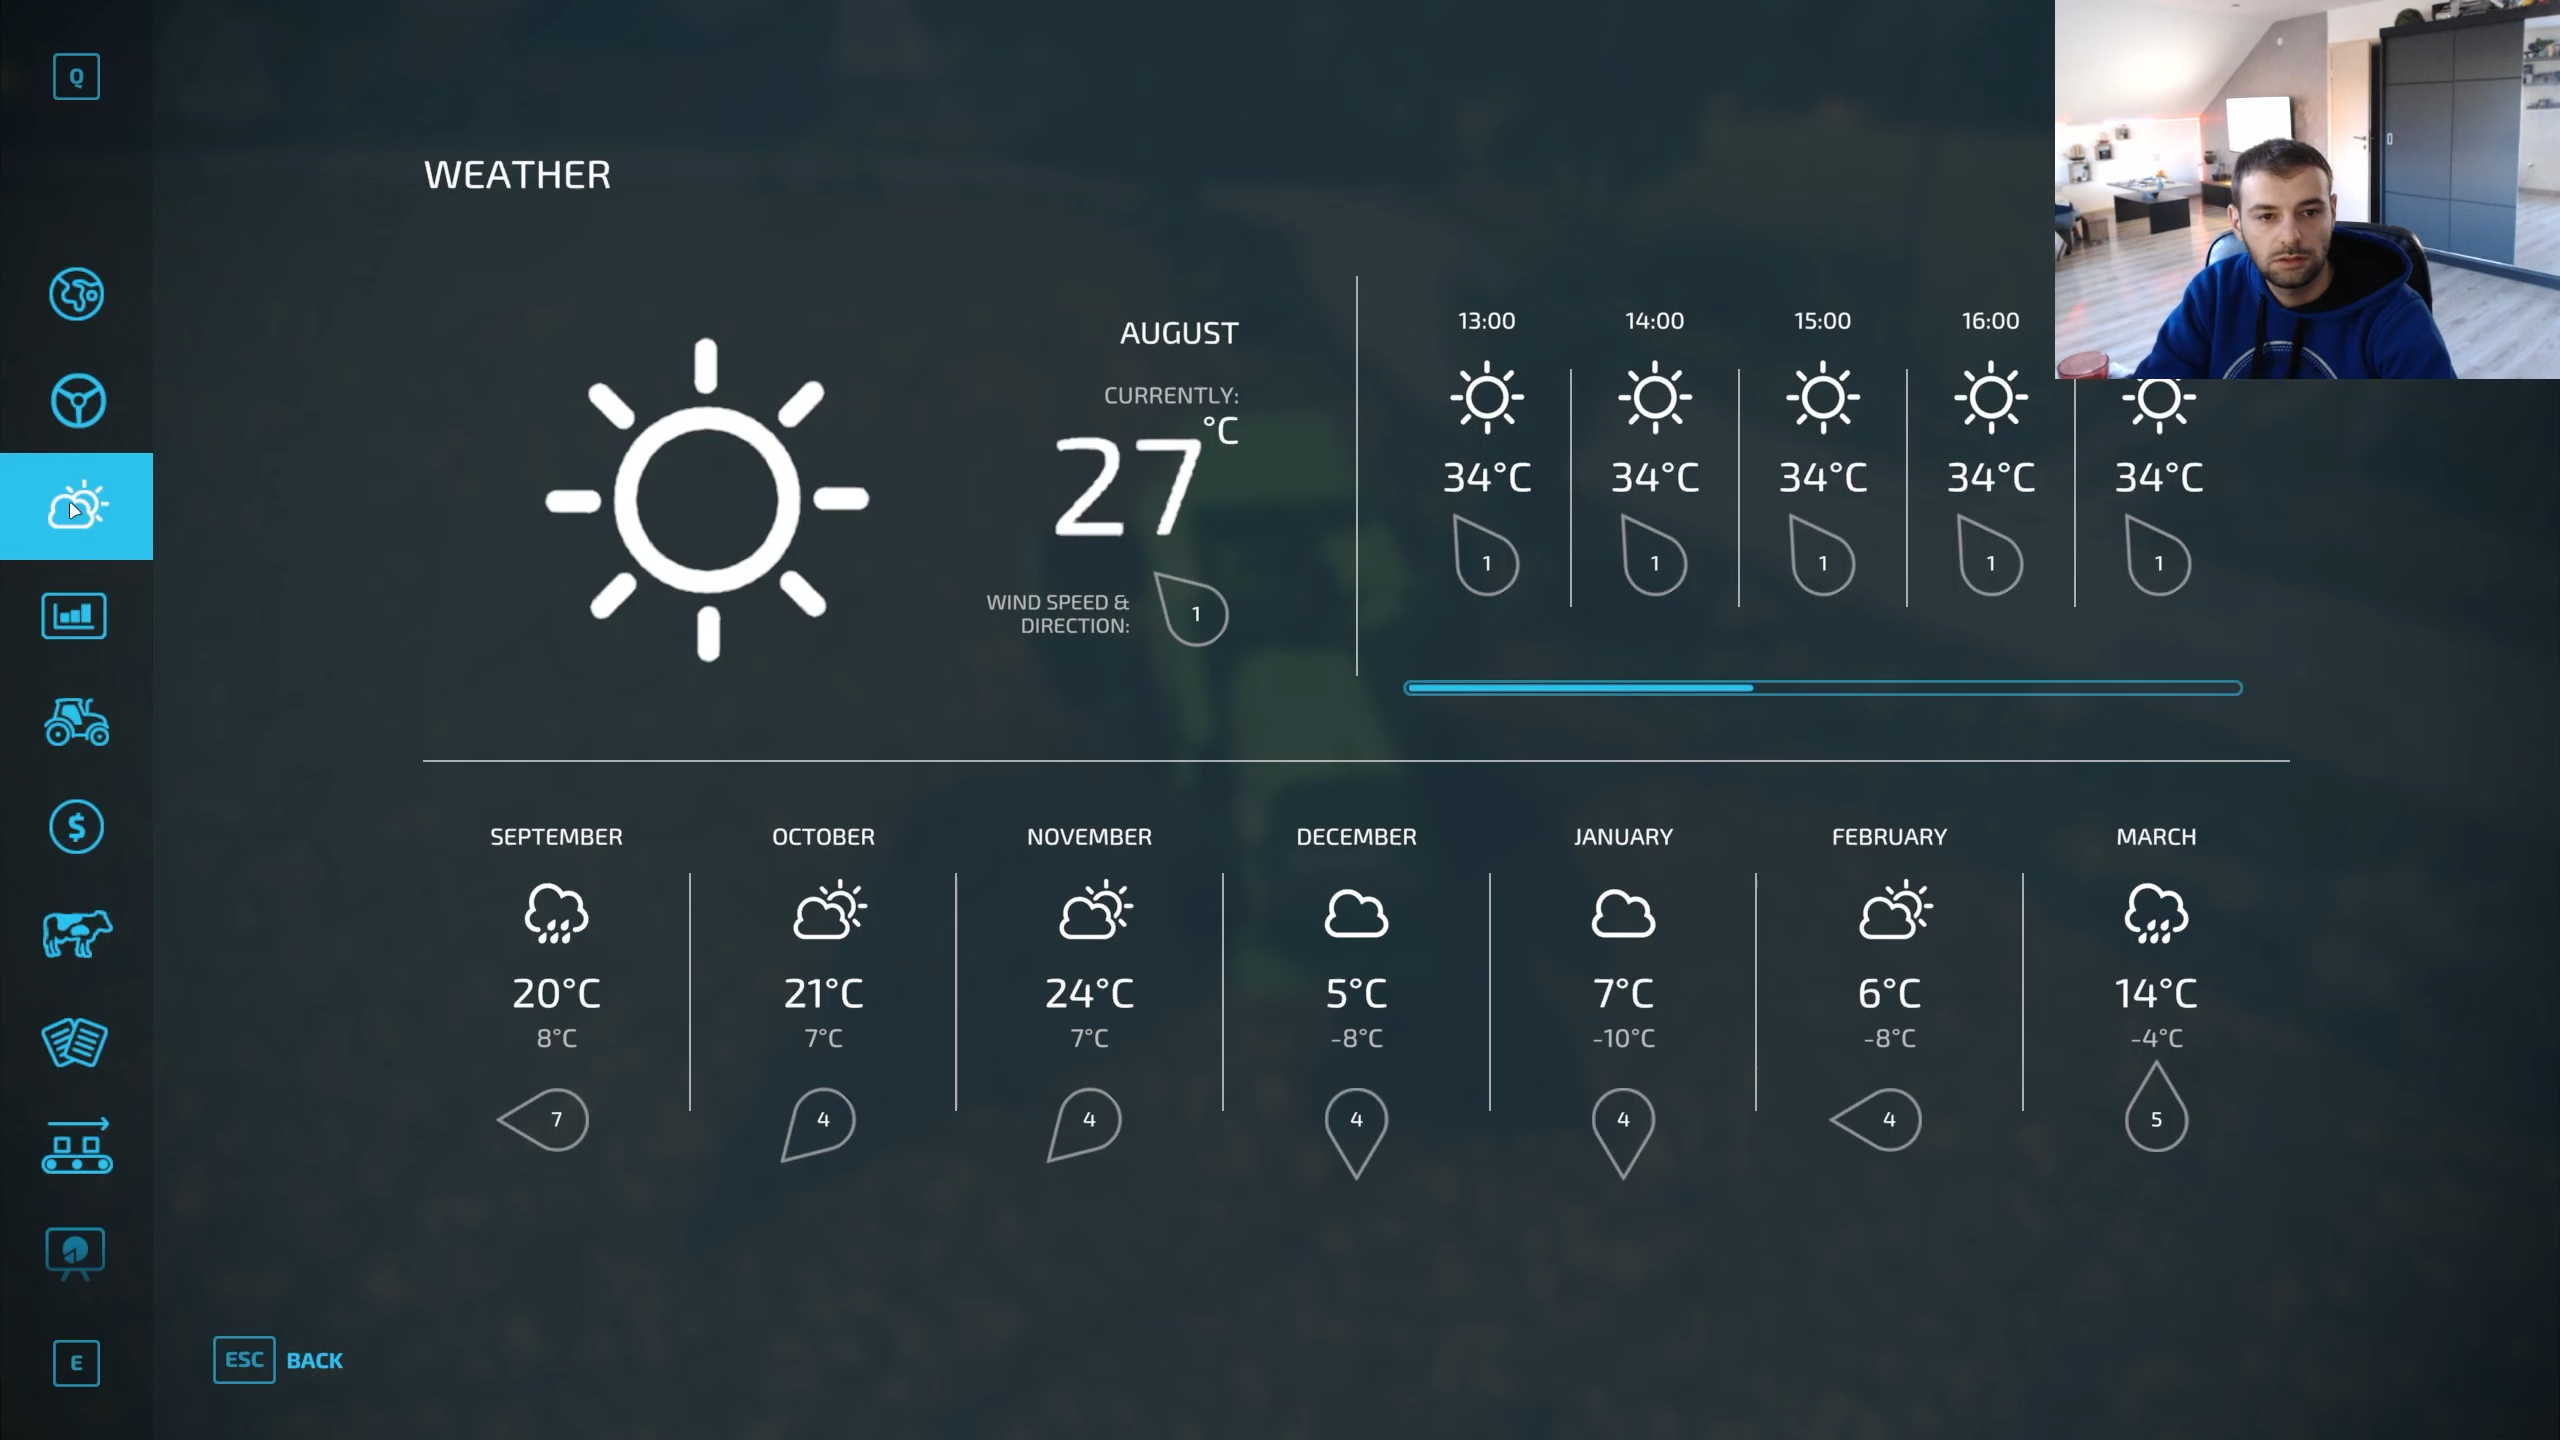 Q
WEATHER
AUGUST
CURRENTLY:
27 °C
WIND SPEED &
DIRECTION:
1
13:00 14:00 15:00 16:00
34°C 34°C 34°C 34°C 34°C
1 1 1 1 1
SEPTEMBER OCTOBER NOVEMBER DECEMBER JANUARY FEBRUARY MARCH
20°C 21°C 24°C 5°C 7°C 6°C 14°C
8°C 7°C 7°C -8°C -10°C -8°C -4°C
7 4 4 4 4 4 5
$
E
ESC BACK